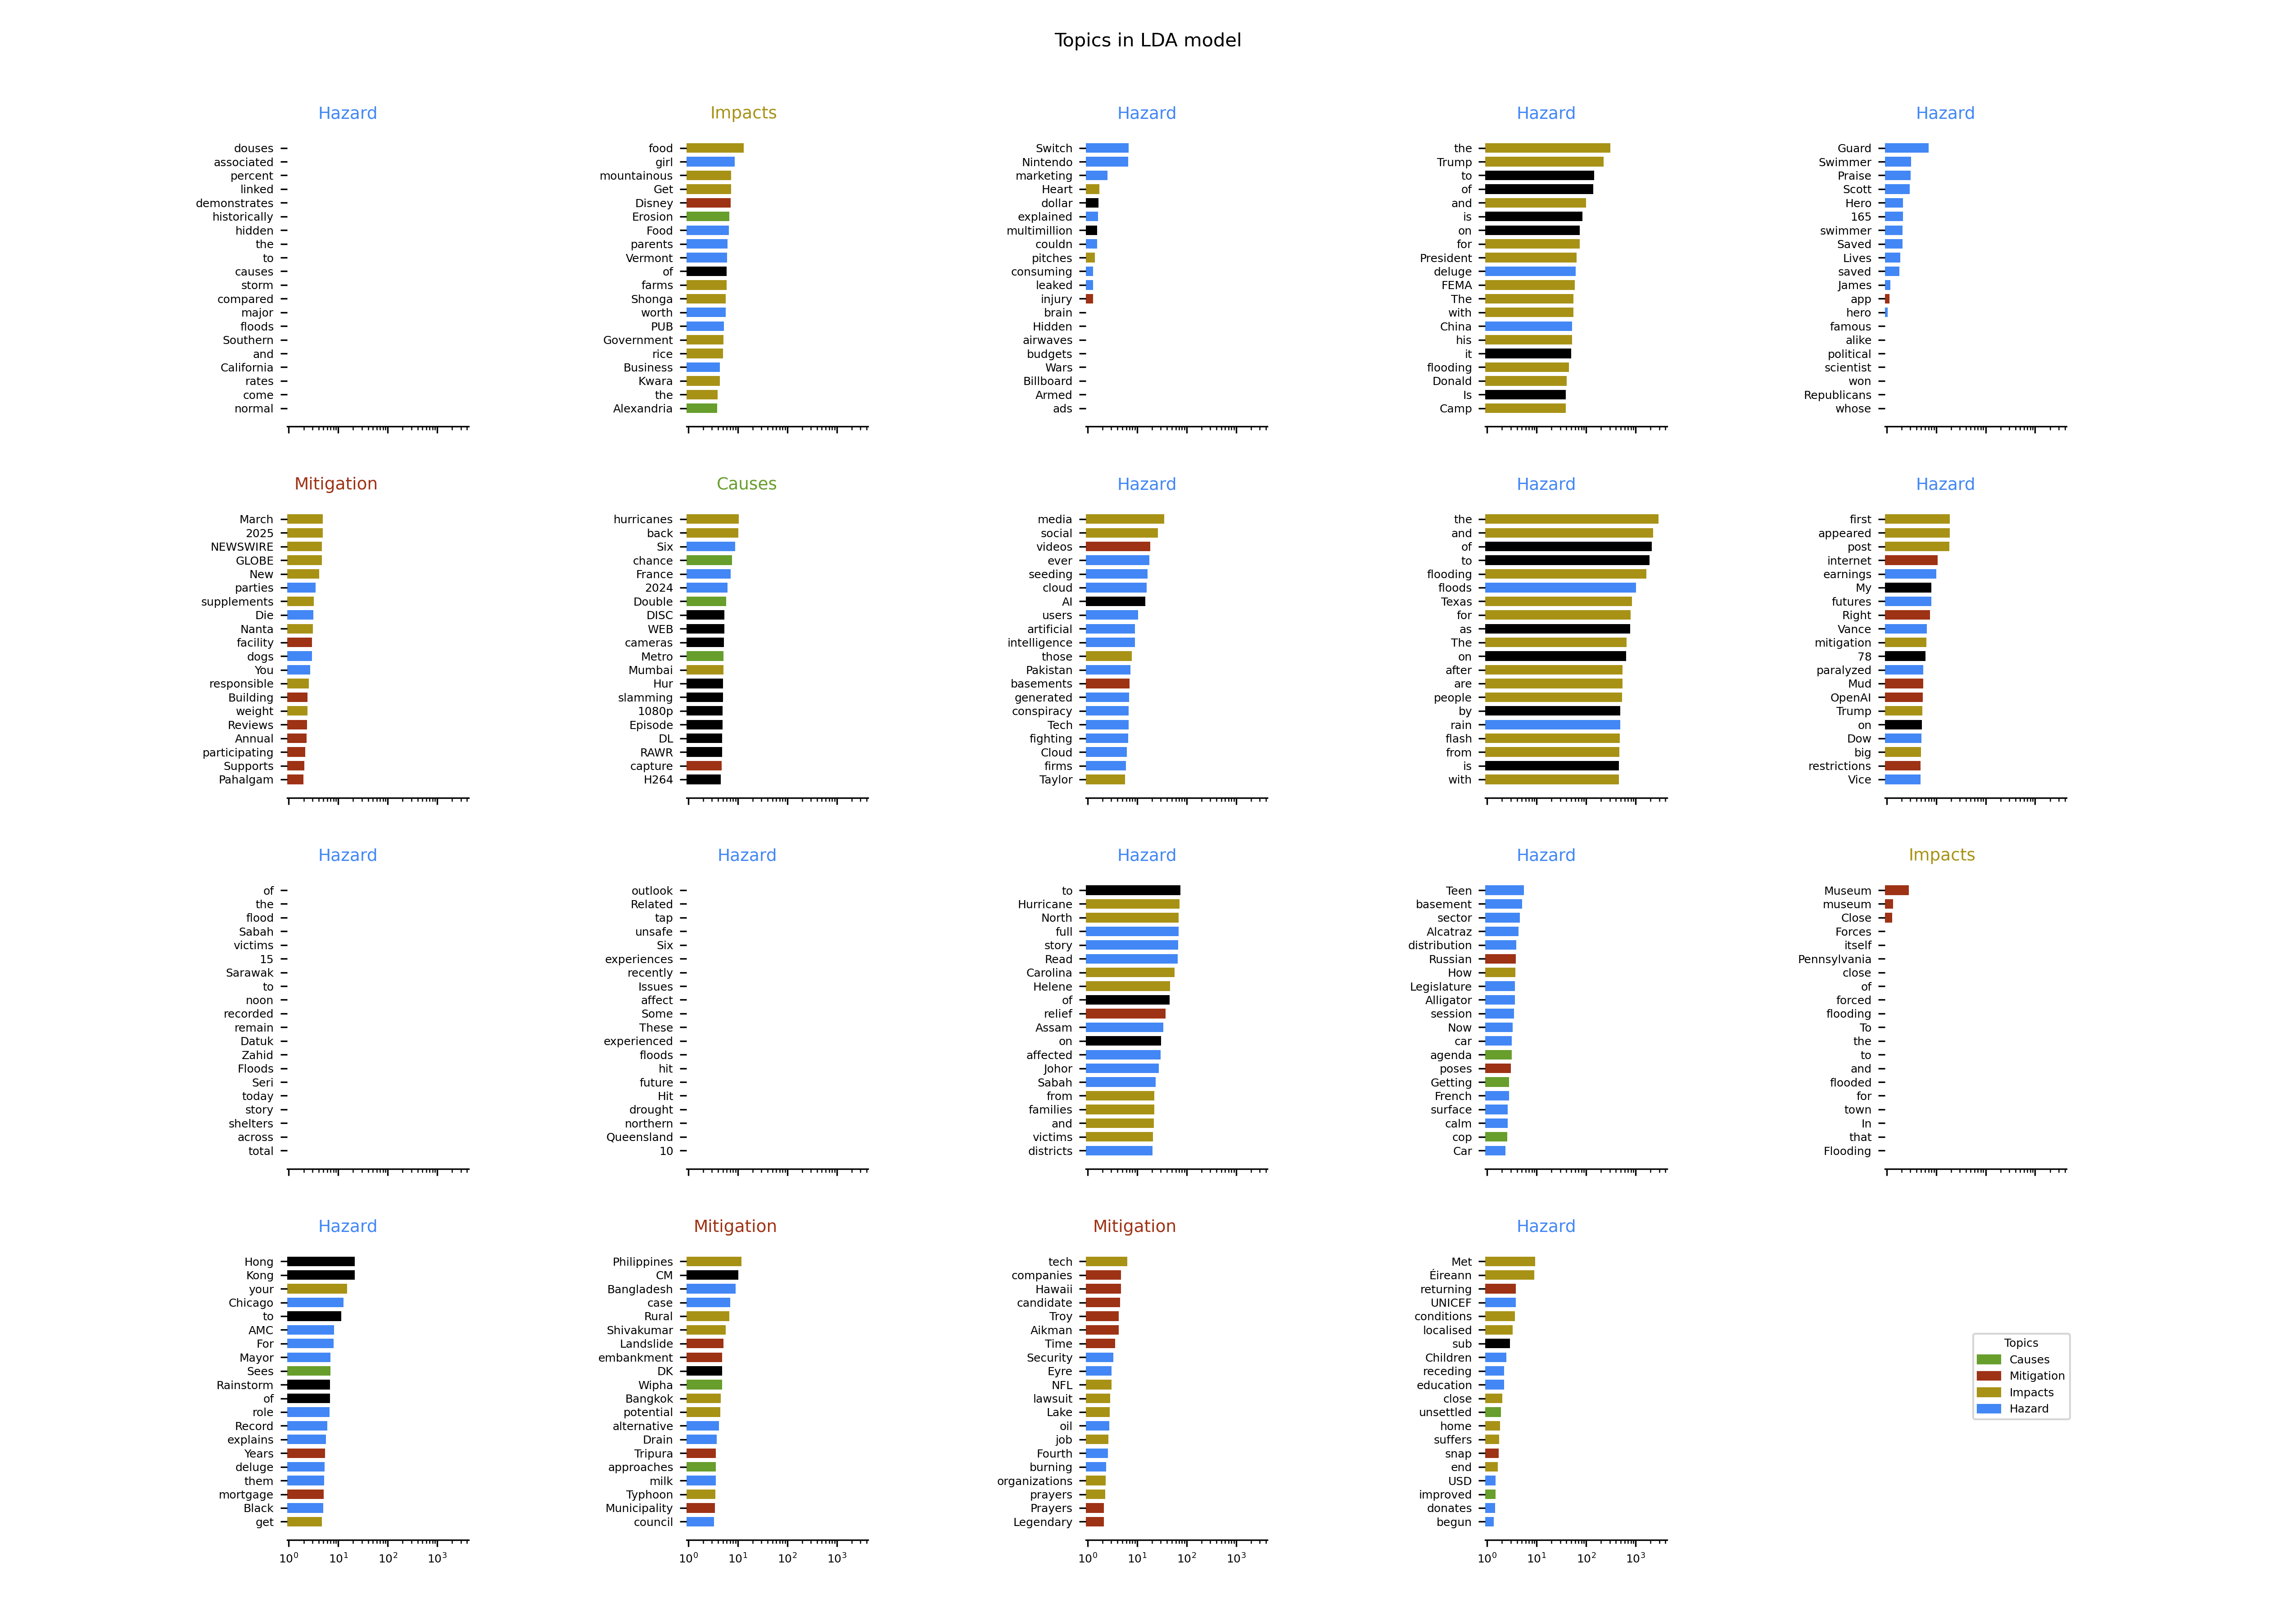 Topics in LDA model
Hazard
douses
associated
percent
linked
demonstrates
historically
hidden
the
to
causes
storm
compared
major
floods
Southern
and
California
rates
come
normal
Impacts
food
girl
mountainous
Get
Disney
Erosion
Food
parents
Vermont
of
farms
Shonga
worth
PUB
Government
rice
Business
Kwara
the
Alexandria
Hazard
Switch
Nintendo
marketing
Heart
dollar
explained
multimillion
couldn
pitches
consuming
leaked
injury
brain
Hidden
airwaves
budgets
Wars
Billboard
Armed
ads
Hazard
the
Trump
to
of
and
is
on
for
President
deluge
FEMA
The
with
China
his
it
flooding
Donald
Is
Camp
Hazard
Guard
Swimmer
Praise
Scott
Hero
165
swimmer
Saved
Lives
saved
James
app
hero
famous
alike
political
scientist
won
Republicans
whose
Mitigation
March
2025
NEWSWIRE
GLOBE
New
parties
supplements
Die
Nanta
facility
dogs
You
responsible
Building
weight
Reviews
Annual
participating
Supports
Pahalgam
Causes
hurricanes
back
Six
chance
France
2024
Double
DISC
WEB
cameras
Metro
Mumbai
Hur
slamming
1080p
Episode
DL
RAWR
capture
H264
Hazard
media
social
videos
ever
seeding
cloud
AI
users
artificial
intelligence
those
Pakistan
basements
generated
conspiracy
Tech
fighting
Cloud
firms
Taylor
Hazard
the
and
of
to
flooding
floods
Texas
for
as
The
on
after
are
people
by
rain
flash
from
is
with
Hazard
first
appeared
post
internet
earnings
My
futures
Right
Vance
mitigation
78
paralyzed
Mud
OpenAI
Trump
on
Dow
big
restrictions
Vice
Hazard
of
the
flood
Sabah
victims
15
Sarawak
to
noon
recorded
remain
Datuk
Zahid
Floods
Seri
today
story
shelters
across
total
Hazard
outlook
Related
tap
unsafe
Six
experiences
recently
Issues
affect
Some
These
experienced
floods
hit
future
Hit
drought
northern
Queensland
10
Hazard
to
Hurricane
North
full
story
Read
Carolina
Helene
of
relief
Assam
on
affected
Johor
Sabah
from
families
and
victims
districts
Hazard
Teen
basement
sector
Alcatraz
distribution
Russian
How
Legislature
Alligator
session
Now
car
agenda
poses
Getting
French
surface
calm
cop
Car
Impacts
Museum
museum
Close
Forces
itself
Pennsylvania
close
of
forced
flooding
To
the
to
and
flooded
for
town
In
that
Flooding
Hazard
Hong
Kong
your
Chicago
to
AMC
For
Mayor
Sees
Rainstorm
of
role
Record
explains
Years
deluge
them
mortgage
Black
get
10⁰ 10¹ 10² 10³
Mitigation
Philippines
CM
Bangladesh
case
Rural
Shivakumar
Landslide
embankment
DK
Wipha
Bangkok
potential
alternative
Drain
Tripura
approaches
milk
Typhoon
Municipality
council
10⁰ 10¹ 10² 10³
Mitigation
tech
companies
Hawaii
candidate
Troy
Aikman
Time
Security
Eyre
NFL
lawsuit
Lake
oil
job
Fourth
burning
organizations
prayers
Prayers
Legendary
10⁰ 10¹ 10² 10³
Hazard
Met
Éireann
returning
UNICEF
conditions
localised
sub
Children
receding
education
close
unsettled
home
suffers
snap
end
USD
improved
donates
begun
10⁰ 10¹ 10² 10³
Topics
Causes
Mitigation
Impacts
Hazard